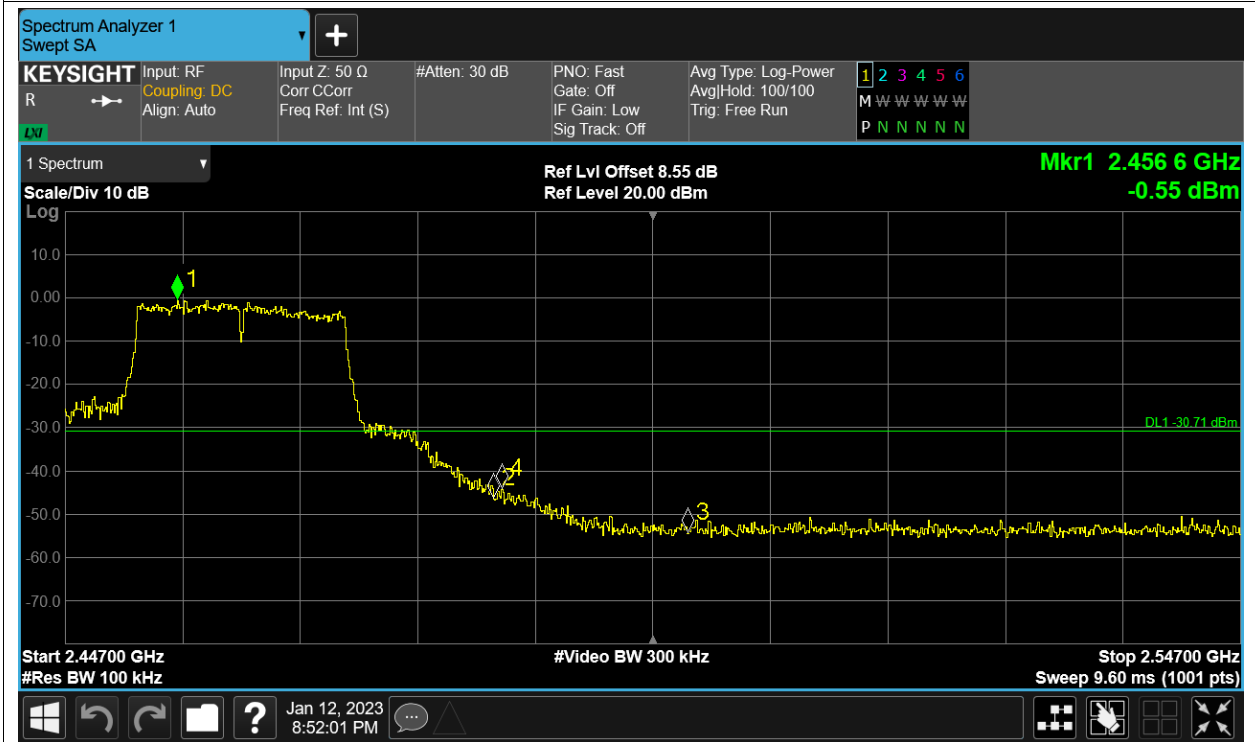 Spectrum Analyzer 1
Swept SA
+
KEYSIGHT
R
LXI
Input: RF
Coupling: DC
Align: Auto
Input Z: 50 Ω
Corr CCorr
Freq Ref: Int (S)
#Atten: 30 dB
PNO: Fast
Gate: Off
IF Gain: Low
Sig Track: Off
Avg Type: Log-Power
Avg|Hold: 100/100
Trig: Free Run
1 2 3 4 5 6
M W W W W W
P N N N N N
1 Spectrum
Scale/Div 10 dB
Log
Ref Lvl Offset 8.55 dB
Ref Level 20.00 dBm
Mkr1 2.456 6 GHz
-0.55 dBm
10.0
0.00
-10.0
-20.0
-30.0
-40.0
-50.0
-60.0
-70.0
1
DL1 -30.71 dBm
4
2
3
Start 2.44700 GHz
#Res BW 100 kHz
#Video BW 300 kHz
Stop 2.54700 GHz
Sweep 9.60 ms (1001 pts)
?
Jan 12, 2023
8:52:01 PM